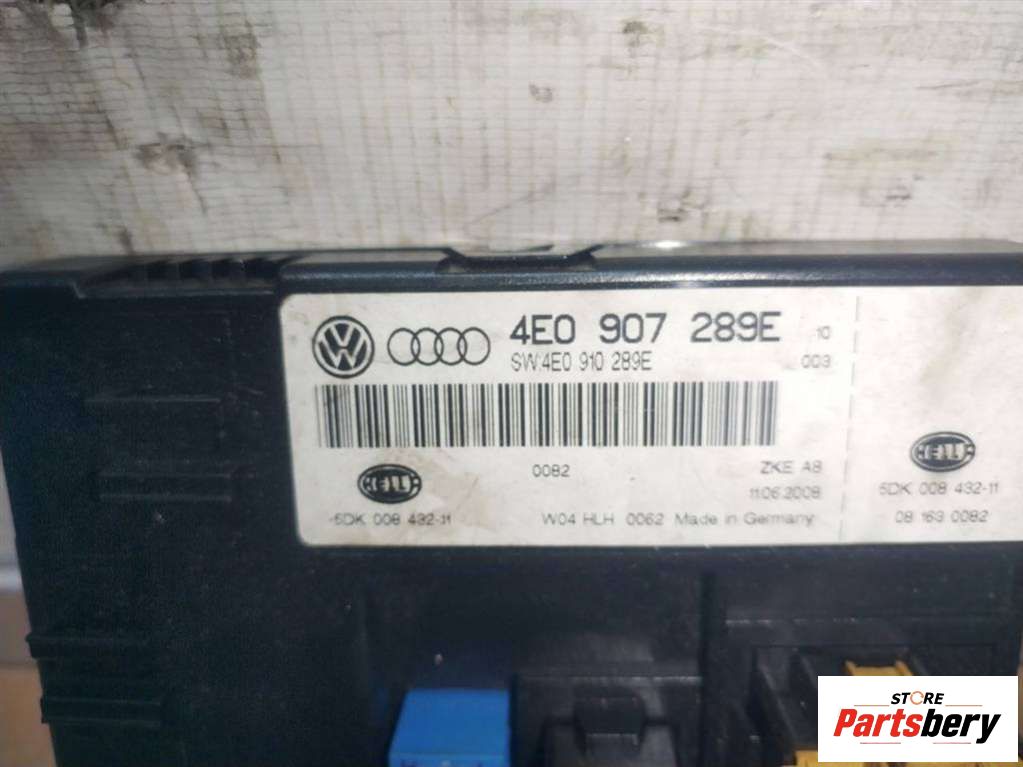 4E0 907 289E 10
SW:4E0 910 289E 003
0082 ZKE A8
11.06.2008
HELLA
5DK 008 432-11
W04 HLH 0062 Made in Germany
HELLA
5DK 008 432-11
08 163 0082
STORE
Partsbery